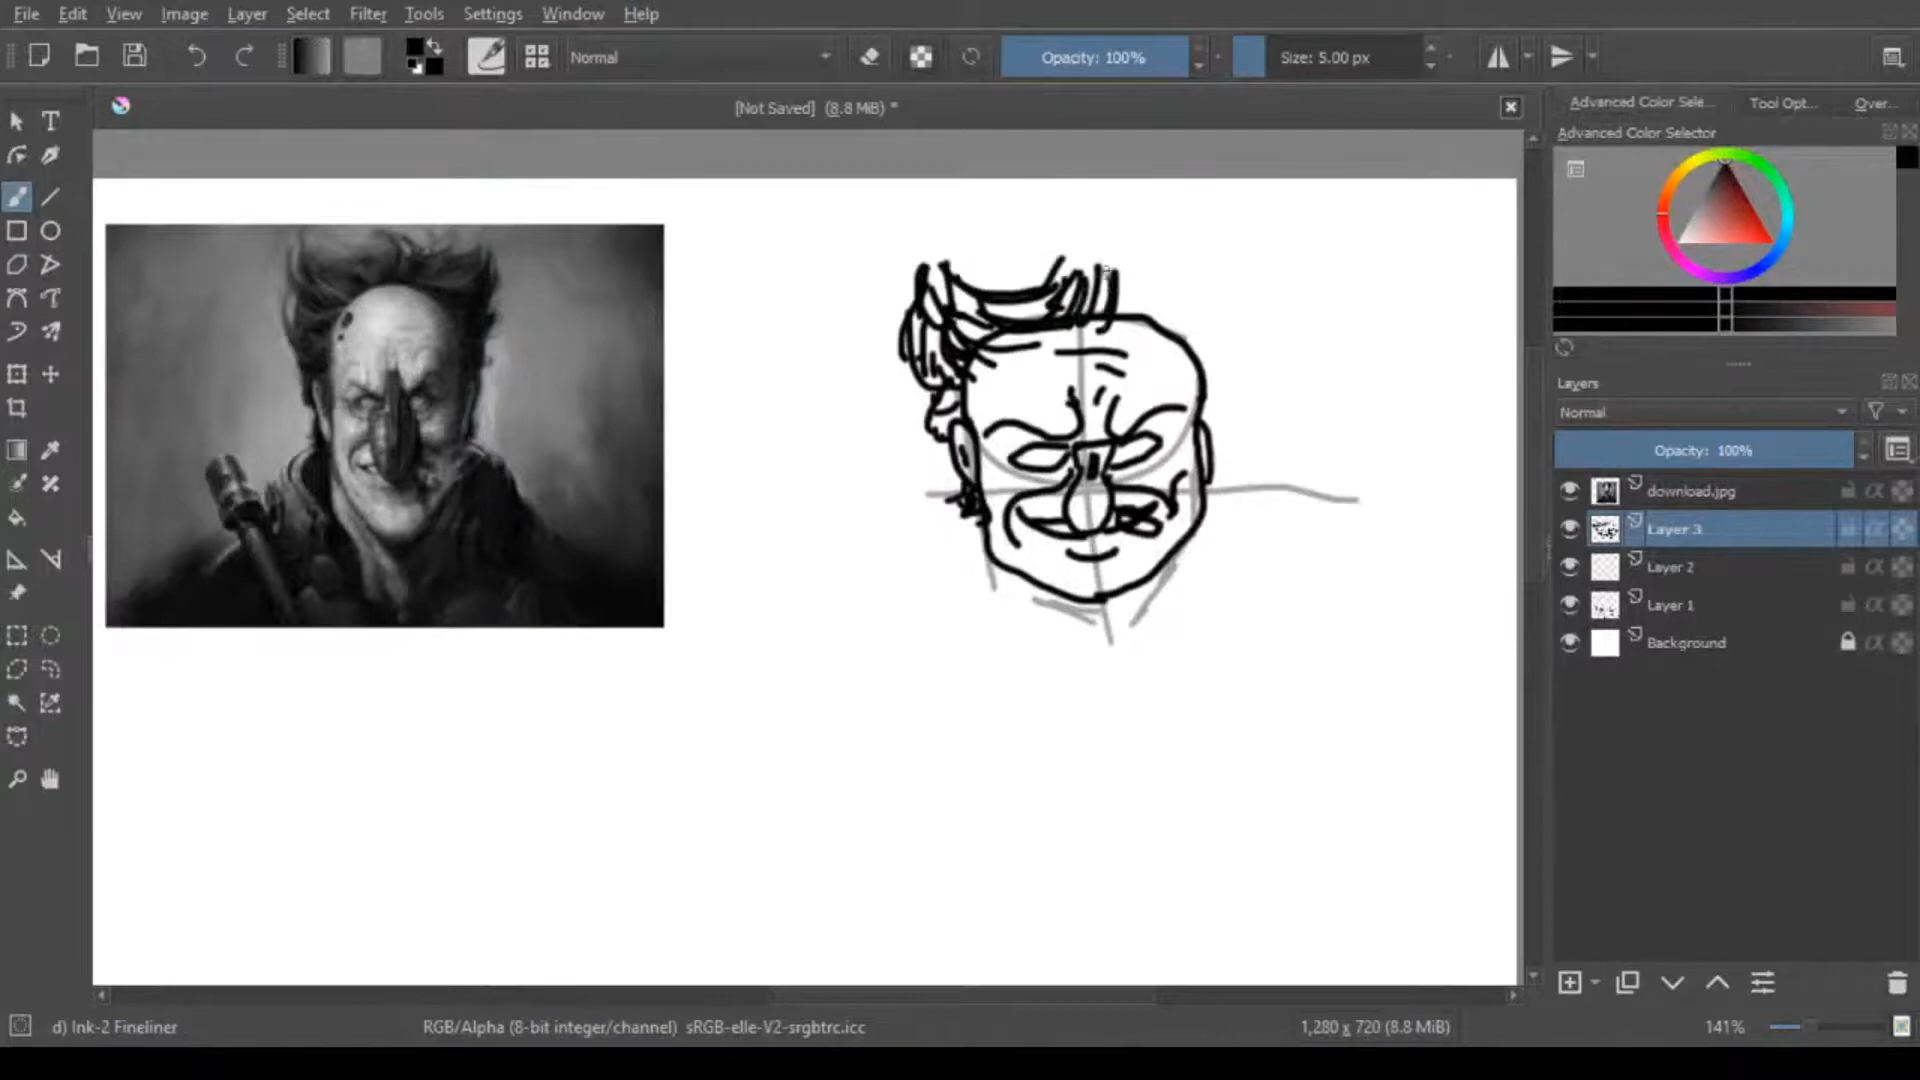 File Edit View Image Layer Select Filter Tools Settings Window Help
Normal Opacity: 100% Size: 5.00 px
[Not Saved] (8.8 MiB) *
Advanced Color Sele... Tool Opt... Over...
Advanced Color Selector
Layers
Normal
Opacity: 100%
download.jpg
Layer 3
Layer 2
Layer 1
Background
d) Ink-2 Fineliner RGB/Alpha (8-bit integer/channel) sRGB-elle-V2-srgbtrc.icc 1,280 x 720 (8.8 MiB) 141%